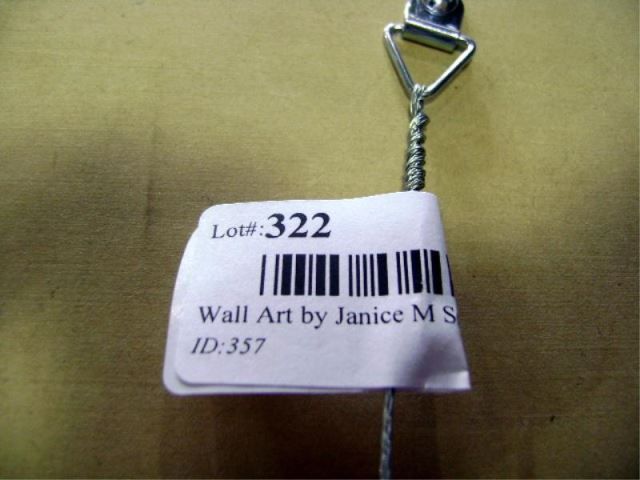 Lot#:322
Wall Art by Janice M S
ID:357